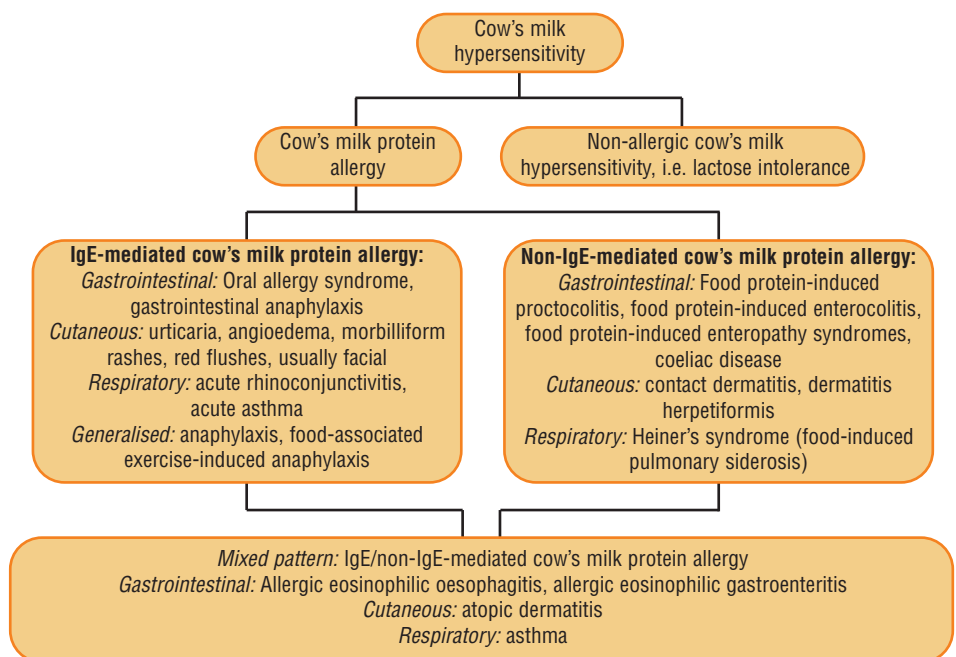 Cow's milk
hypersensitivity
Cow's milk protein
allergy
Non-allergic cow's milk
hypersensitivity, i.e. lactose intolerance
IgE-mediated cow's milk protein allergy:
Gastrointestinal: Oral allergy syndrome,
gastrointestinal anaphylaxis
Cutaneous: urticaria, angioedema, morbilliform
rashes, red flushes, usually facial
Respiratory: acute rhinoconjunctivitis,
acute asthma
Generalised: anaphylaxis, food-associated
exercise-induced anaphylaxis
Non-IgE-mediated cow's milk protein allergy:
Gastrointestinal: Food protein-induced
proctocolitis, food protein-induced enterocolitis,
food protein-induced enteropathy syndromes,
coeliac disease
Cutaneous: contact dermatitis, dermatitis
herpetiformis
Respiratory: Heiner's syndrome (food-induced
pulmonary siderosis)
Mixed pattern: IgE/non-IgE-mediated cow's milk protein allergy
Gastrointestinal: Allergic eosinophilic oesophagitis, allergic eosinophilic gastroenteritis
Cutaneous: atopic dermatitis
Respiratory: asthma